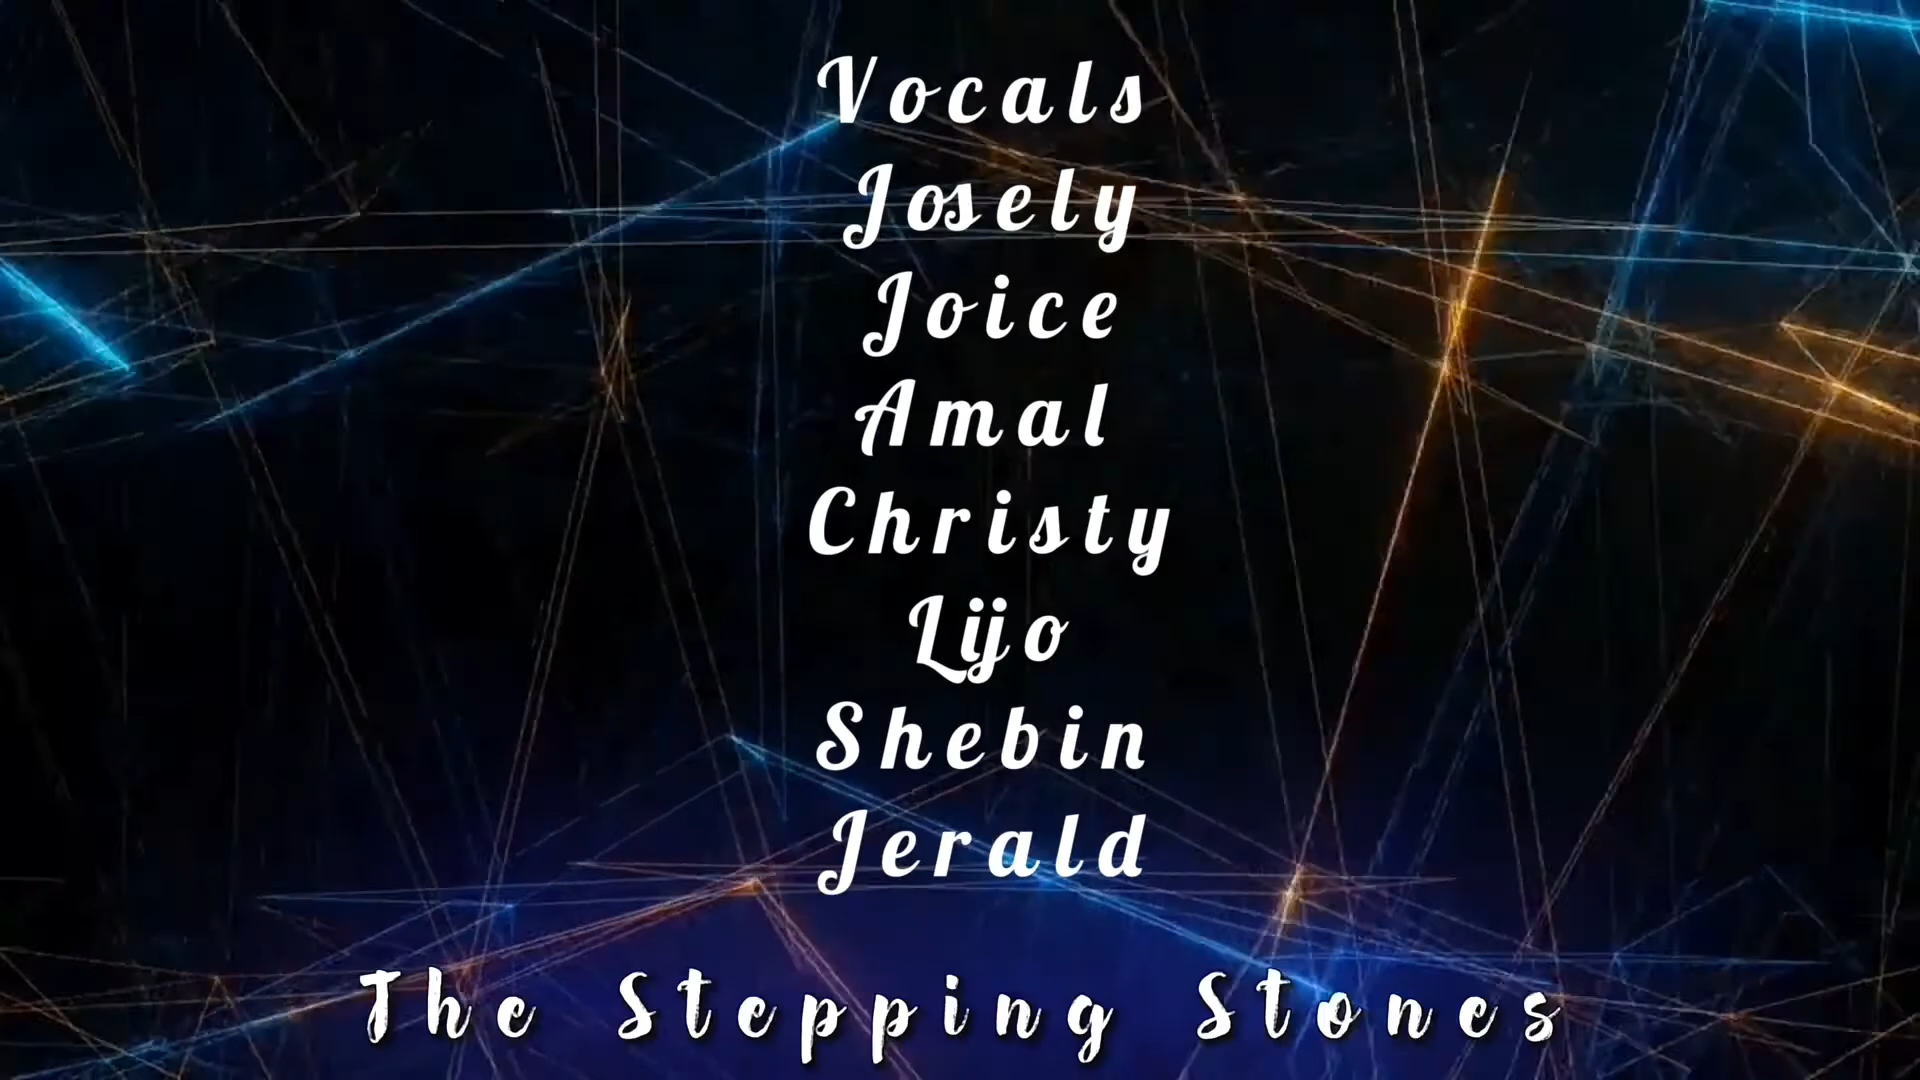 Vocals
Josely
Joice
Amal
Christy
Lijo
Shebin
Jerald
The Stepping Stones